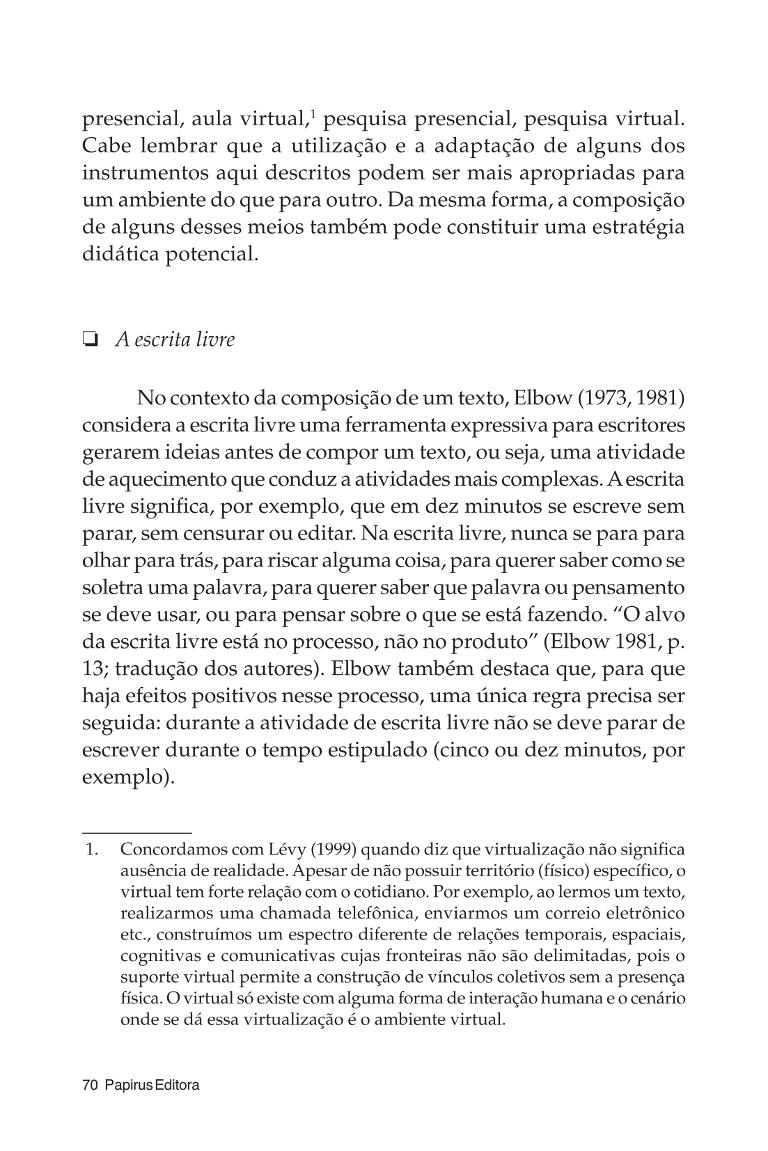 presencial, aula virtual,¹ pesquisa presencial, pesquisa virtual.
Cabe lembrar que a utilização e a adaptação de alguns dos
instrumentos aqui descritos podem ser mais apropriadas para
um ambiente do que para outro. Da mesma forma, a composição
de alguns desses meios também pode constituir uma estratégia
didática potencial.
❏ A escrita livre
No contexto da composição de um texto, Elbow (1973, 1981)
considera a escrita livre uma ferramenta expressiva para escritores
gerarem ideias antes de compor um texto, ou seja, uma atividade
de aquecimento que conduz a atividades mais complexas. A escrita
livre significa, por exemplo, que em dez minutos se escreve sem
parar, sem censurar ou editar. Na escrita livre, nunca se para para
olhar para trás, para riscar alguma coisa, para querer saber como se
soletra uma palavra, para querer saber que palavra ou pensamento
se deve usar, ou para pensar sobre o que se está fazendo. “O alvo
da escrita livre está no processo, não no produto” (Elbow 1981, p.
13; tradução dos autores). Elbow também destaca que, para que
haja efeitos positivos nesse processo, uma única regra precisa ser
seguida: durante a atividade de escrita livre não se deve parar de
escrever durante o tempo estipulado (cinco ou dez minutos, por
exemplo).
1. Concordamos com Lévy (1999) quando diz que virtualização não significa
ausência de realidade. Apesar de não possuir território (físico) específico, o
virtual tem forte relação com o cotidiano. Por exemplo, ao lermos um texto,
realizarmos uma chamada telefônica, enviarmos um correio eletrônico
etc., construímos um espectro diferente de relações temporais, espaciais,
cognitivas e comunicativas cujas fronteiras não são delimitadas, pois o
suporte virtual permite a construção de vínculos coletivos sem a presença
física. O virtual só existe com alguma forma de interação humana e o cenário
onde se dá essa virtualização é o ambiente virtual.
70 Papirus Editora